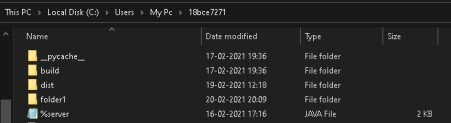 This PC > Local Disk (C:) > Users > My Pc > 18bce7271
Name Date modified Type Size
__pycache__ 17-02-2021 19:36 File folder
build 17-02-2021 19:36 File folder
dist 19-02-2021 12:18 File folder
folder1 20-02-2021 20:09 File folder
%server 16-02-2021 17:16 JAVA File 2 KB